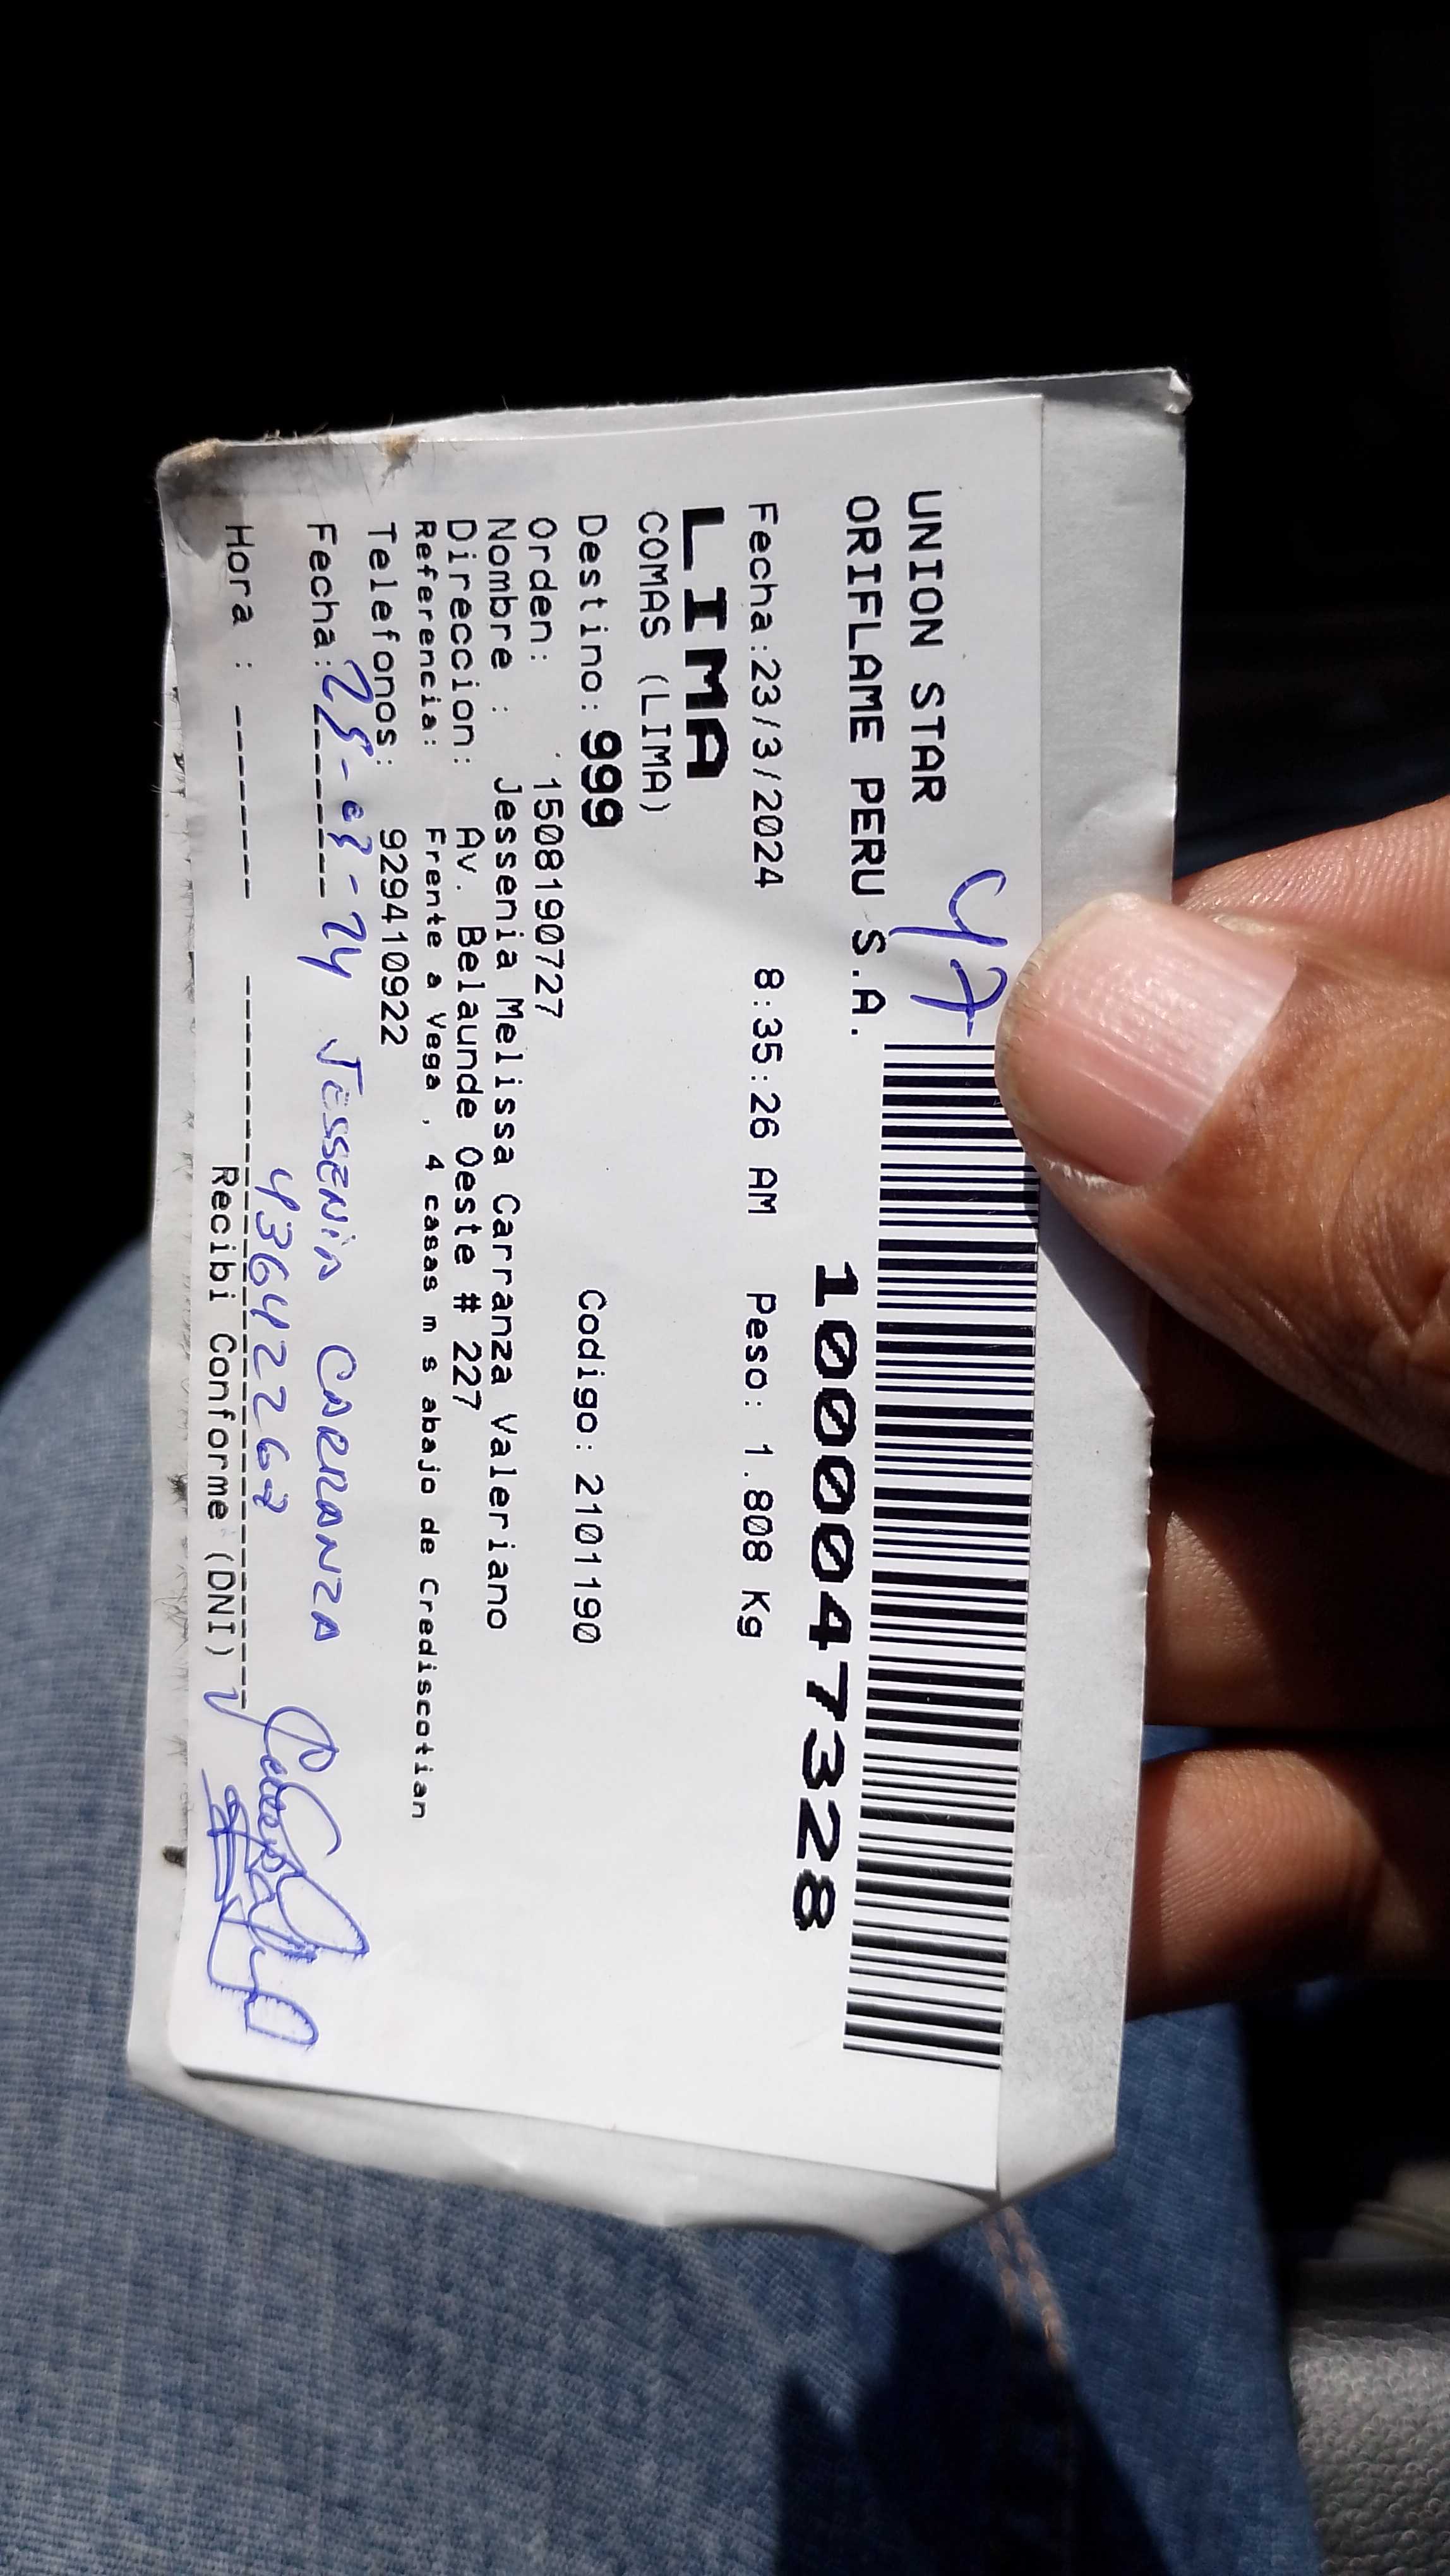 UNION STAR 47
ORIFLAME PERU S.A.
1000047328
Fecha:23/3/2024 8:35:26 AM Peso: 1.808 Kg
LIMA
COMAS (LIMA)
Destino: 999 Codigo: 2101190
Orden: 1508190727
Nombre : Jessenia Melissa Carranza Valeriano
Direccion: Av. Belaunde Oeste # 227
Referencia: Frente a Vega , 4 casas m s abajo de Crediscotian
Telefonos: 929410922
Fecha: 25-03-24 JESSENIA CARRANZA
43642267
Hora :
Recibi Conforme (DNI)